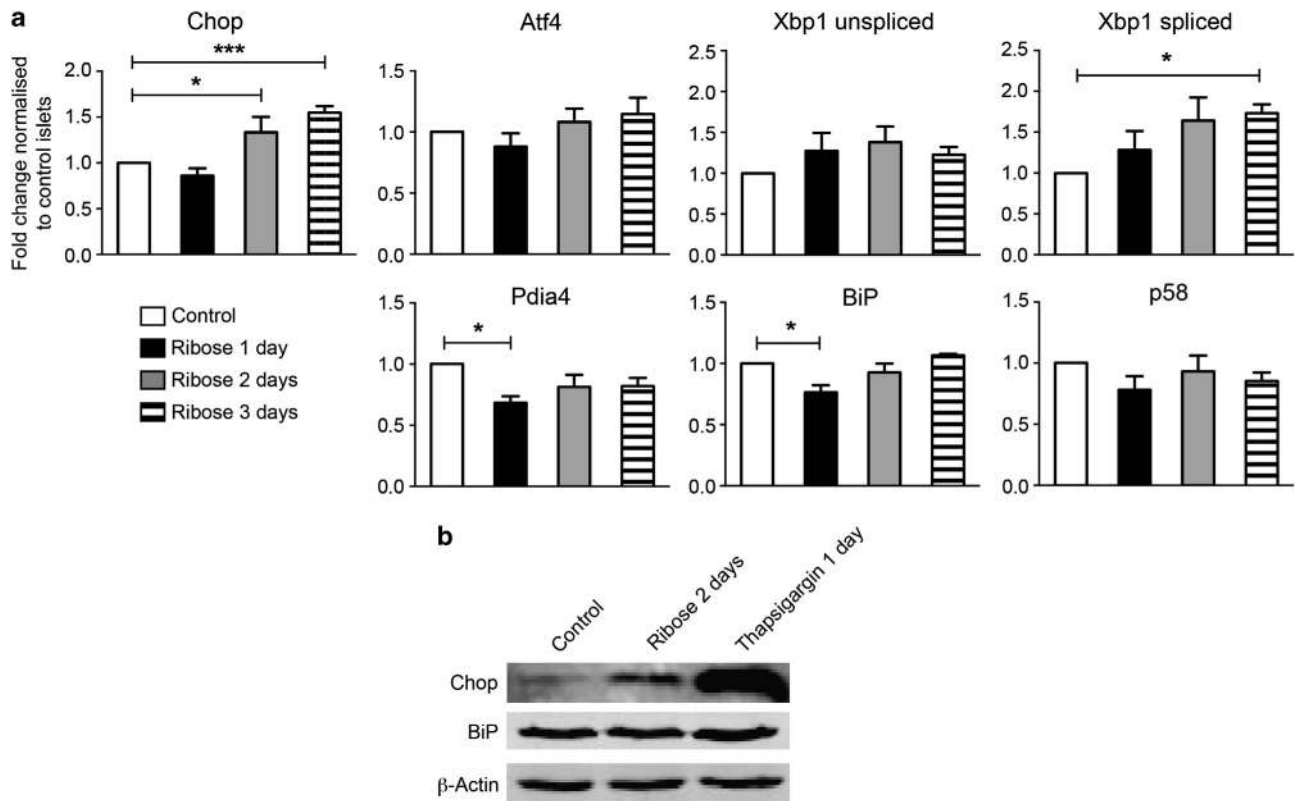 a
Chop
Atf4
Xbp1 unspliced
Xbp1 spliced
Fold change normalised
to control islets
2.0
1.5
1.0
0.5
0.0
***
*
1.5
1.0
0.5
0.0
2.5
2.0
1.5
1.0
0.5
0.0
2.5
2.0
1.5
1.0
0.5
0.0
*
Control
Ribose 1 day
Ribose 2 days
Ribose 3 days
Pdia4
BiP
p58
1.5
1.0
0.5
0.0
*
1.5
1.0
0.5
0.0
*
1.5
1.0
0.5
0.0
b
Control
Ribose 2 days
Thapsigargin 1 day
Chop
BiP
β-Actin